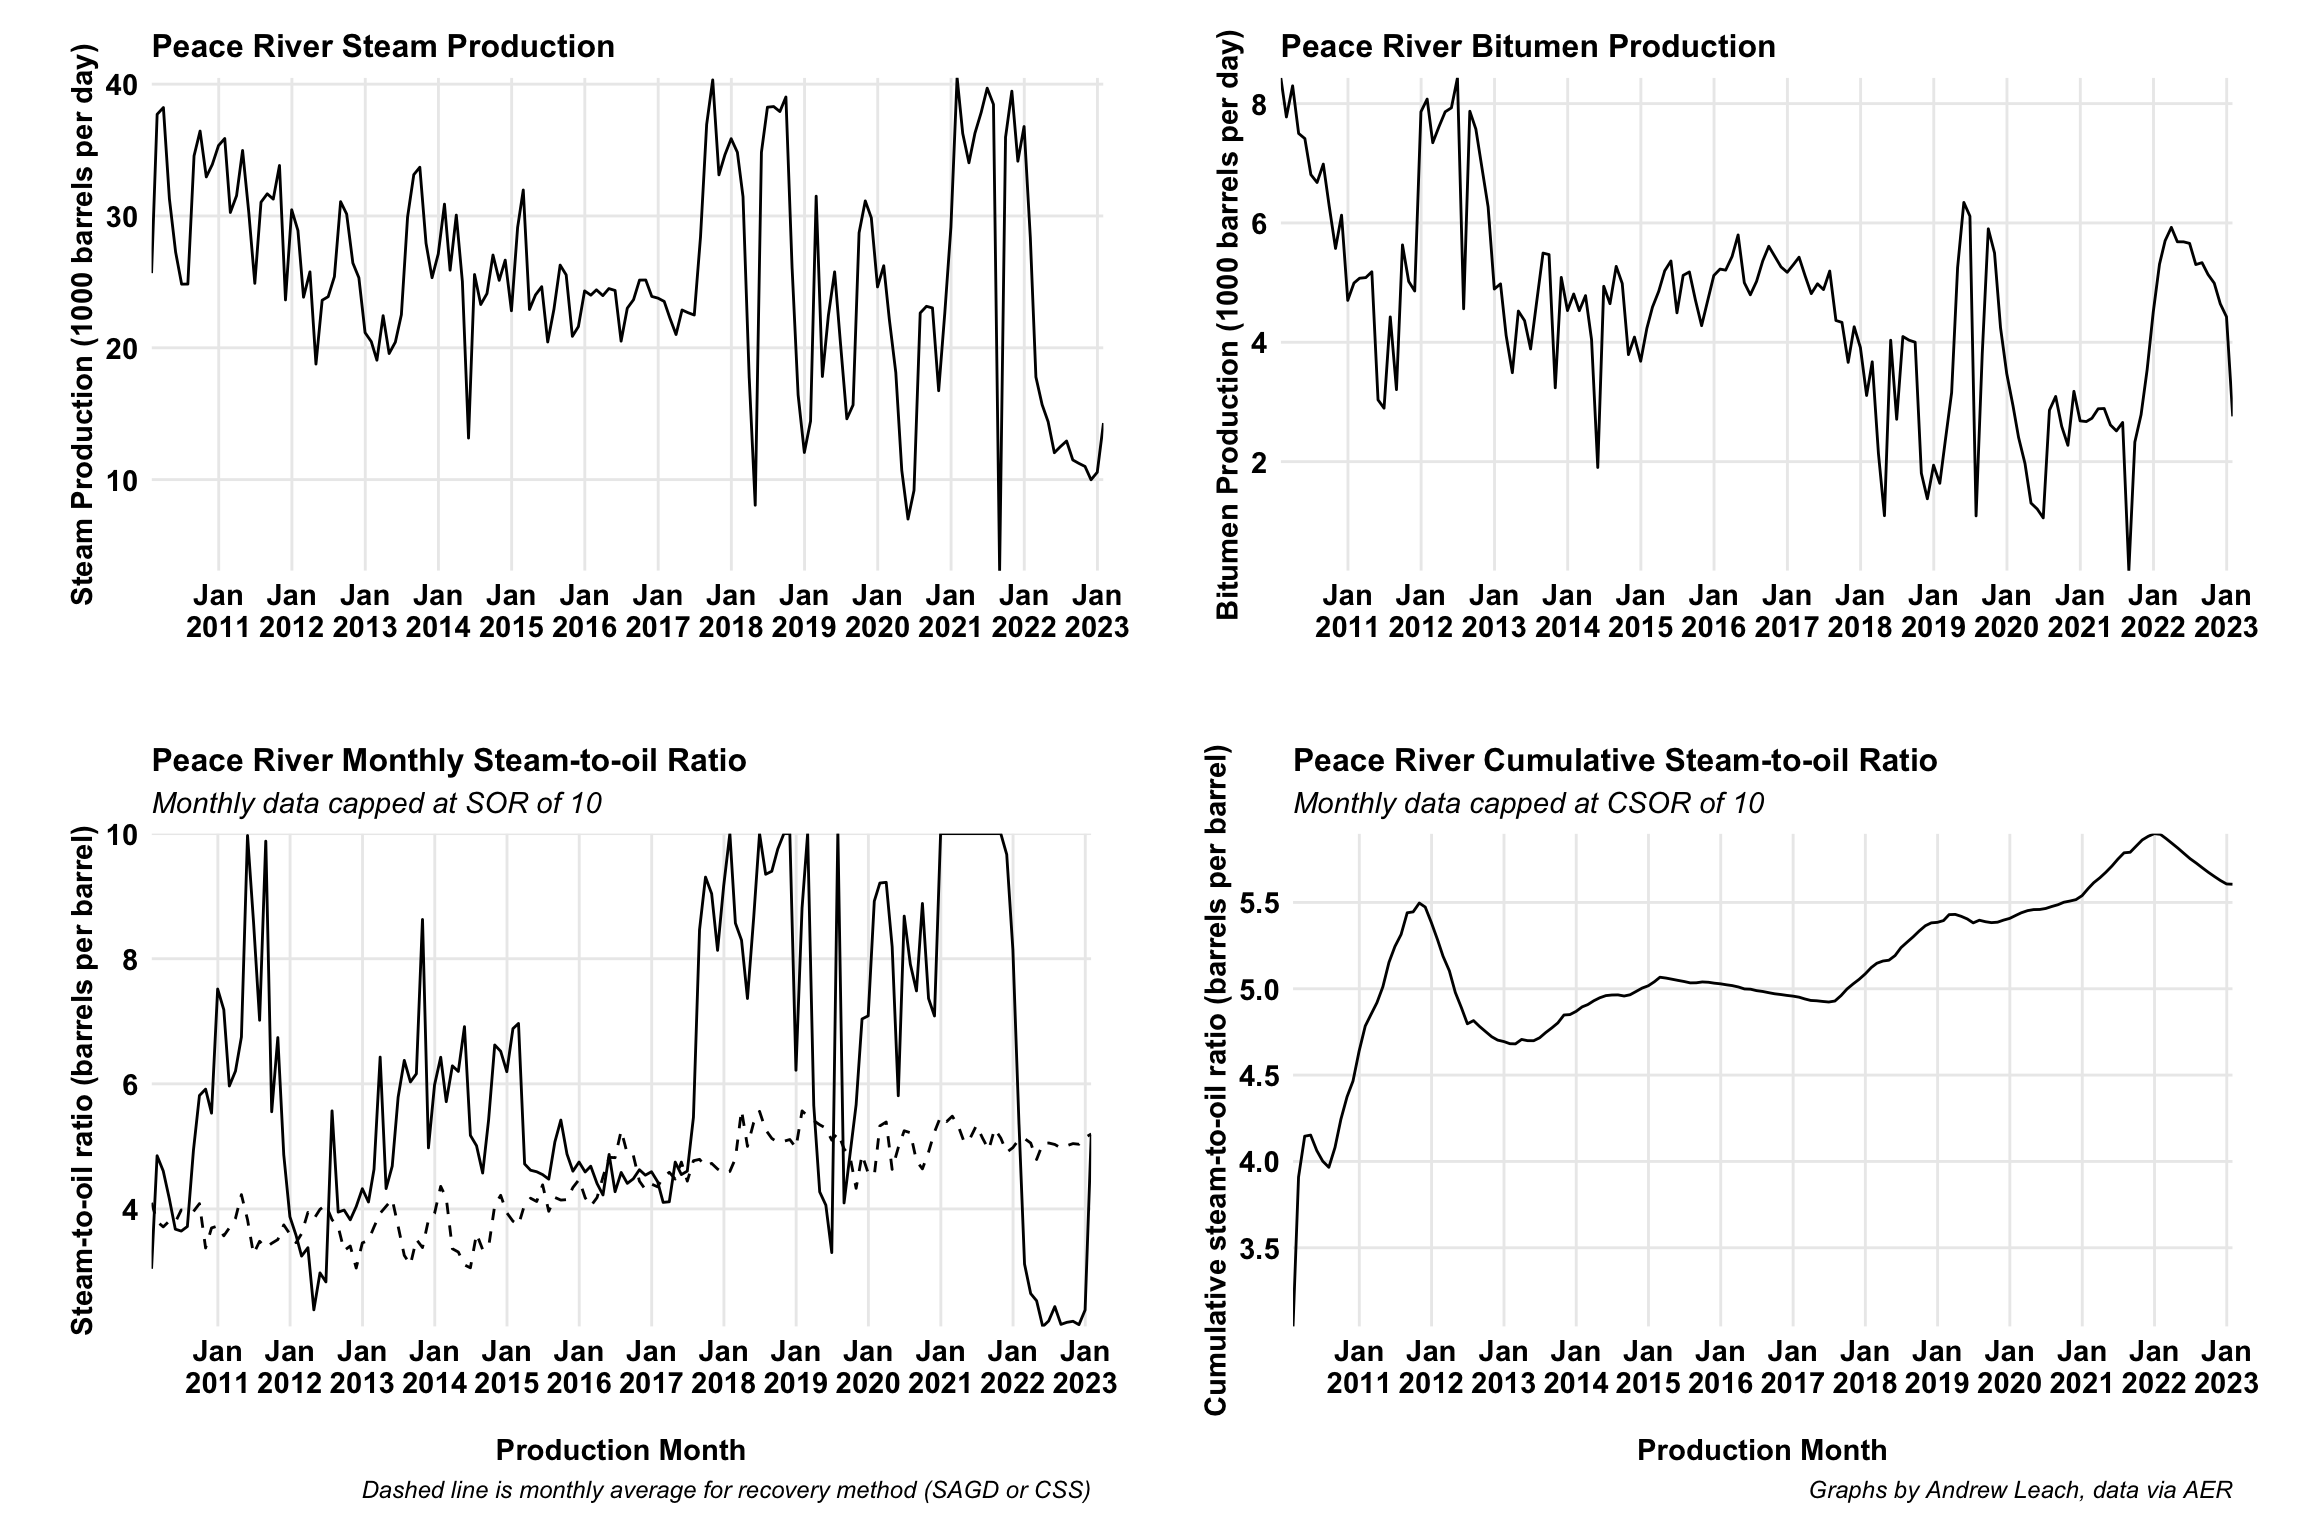 Peace River Steam Production
Steam Production (1000 barrels per day)
40
30
20
10
Jan Jan Jan Jan Jan Jan Jan Jan Jan Jan Jan Jan Jan
2011 2012 2013 2014 2015 2016 2017 2018 2019 2020 2021 2022 2023
Peace River Bitumen Production
Bitumen Production (1000 barrels per day)
8
6
4
2
Jan Jan Jan Jan Jan Jan Jan Jan Jan Jan Jan Jan Jan
2011 2012 2013 2014 2015 2016 2017 2018 2019 2020 2021 2022 2023
Peace River Monthly Steam-to-oil Ratio
Monthly data capped at SOR of 10
Steam-to-oil ratio (barrels per barrel)
10
8
6
4
Jan Jan Jan Jan Jan Jan Jan Jan Jan Jan Jan Jan Jan
2011 2012 2013 2014 2015 2016 2017 2018 2019 2020 2021 2022 2023
Production Month
Dashed line is monthly average for recovery method (SAGD or CSS)
Peace River Cumulative Steam-to-oil Ratio
Monthly data capped at CSOR of 10
Cumulative steam-to-oil ratio (barrels per barrel)
5.5
5.0
4.5
4.0
3.5
Jan Jan Jan Jan Jan Jan Jan Jan Jan Jan Jan Jan Jan
2011 2012 2013 2014 2015 2016 2017 2018 2019 2020 2021 2022 2023
Production Month
Graphs by Andrew Leach, data via AER